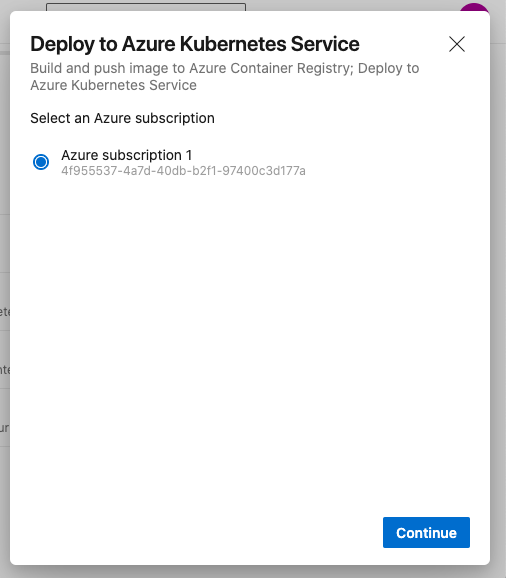 Deploy to Azure Kubernetes Service
Build and push image to Azure Container Registry; Deploy to
Azure Kubernetes Service
Select an Azure subscription
Azure subscription 1
4f955537-4a7d-40db-b2f1-97400c3d177a
Continue